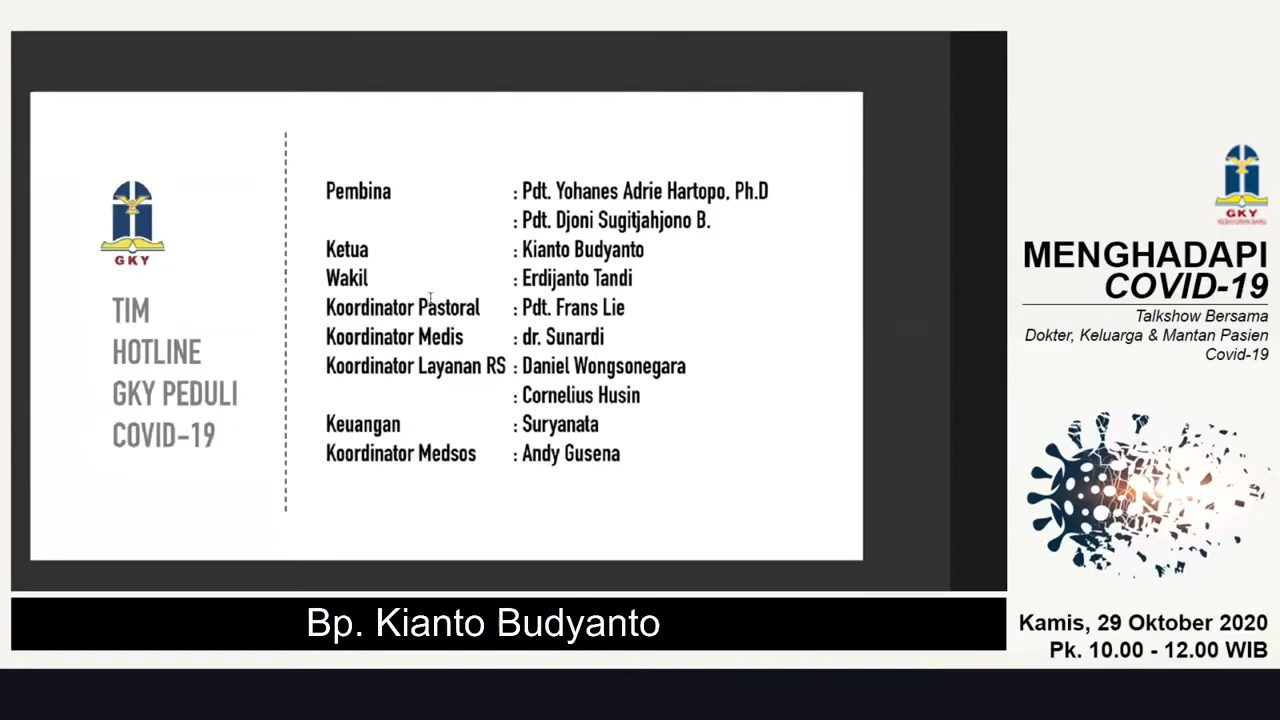 GKY
TIM
HOTLINE
GKY PEDULI
COVID-19
Pembina : Pdt. Yohanes Adrie Hartopo, Ph.D
: Pdt. Djoni Sugitjahjono B.
Ketua : Kianto Budyanto
Wakil : Erdijanto Tandi
Koordinator Pastoral : Pdt. Frans Lie
Koordinator Medis : dr. Sunardi
Koordinator Layanan RS : Daniel Wongsonegara
: Cornelius Husin
Keuangan : Suryanata
Koordinator Medsos : Andy Gusena
Bp. Kianto Budyanto
GKY
KEBAYORAN BARU
MENGHADAPI
COVID-19
Talkshow Bersama
Dokter, Keluarga & Mantan Pasien
Covid-19
Kamis, 29 Oktober 2020
Pk. 10.00 - 12.00 WIB